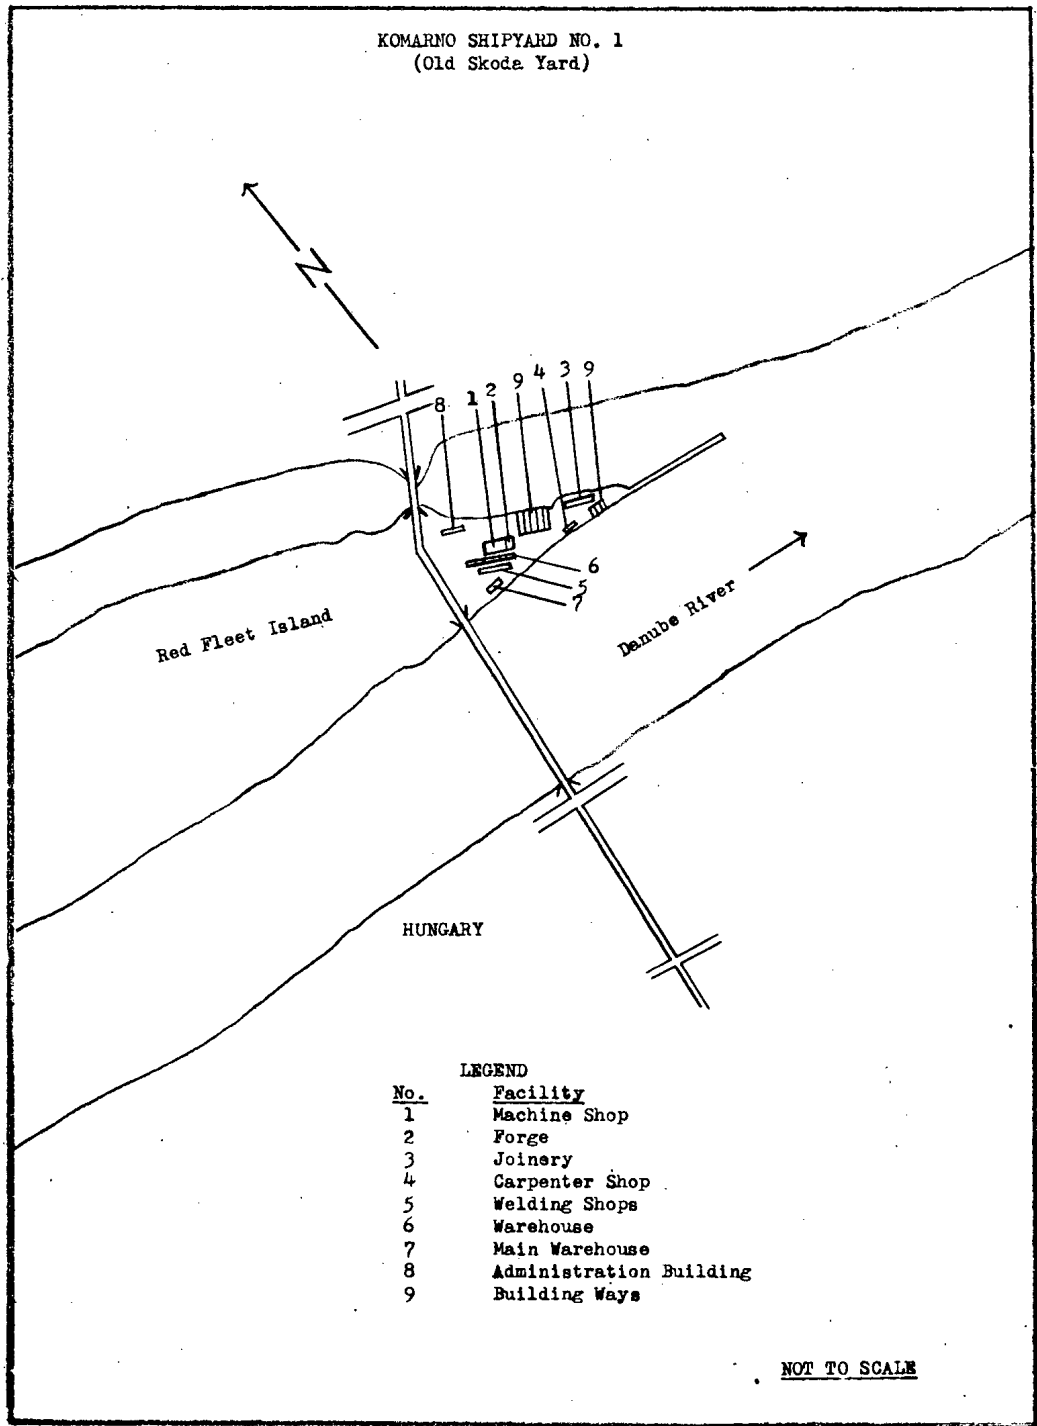 KOMARNO SHIPYARD NO. 1
(Old Skoda Yard)
N
8 1 2 9 4 3 9
6
5
7
Red Fleet Island
Danube River
HUNGARY
LEGEND
No. Facility
1 Machine Shop
2 Forge
3 Joinery
4 Carpenter Shop
5 Welding Shops
6 Warehouse
7 Main Warehouse
8 Administration Building
9 Building Ways
NOT TO SCALE